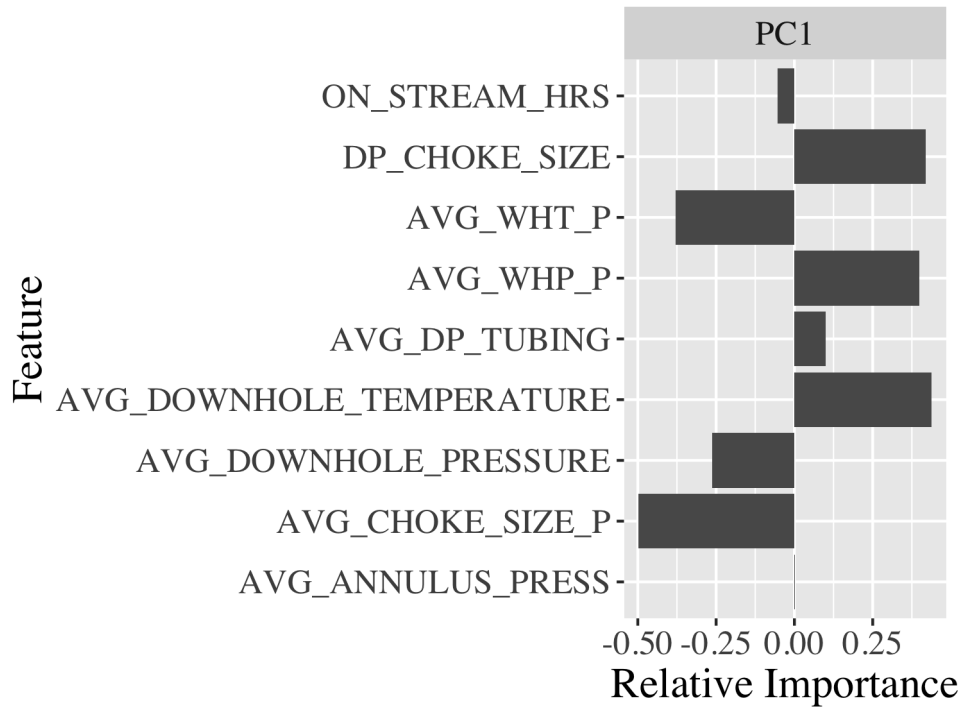 PC1
ON_STREAM_HRS
DP_CHOKE_SIZE
AVG_WHT_P
AVG_WHP_P
AVG_DP_TUBING
AVG_DOWNHOLE_TEMPERATURE
AVG_DOWNHOLE_PRESSURE
AVG_CHOKE_SIZE_P
AVG_ANNULUS_PRESS
Feature
-0.50 -0.25 0.00 0.25
Relative Importance